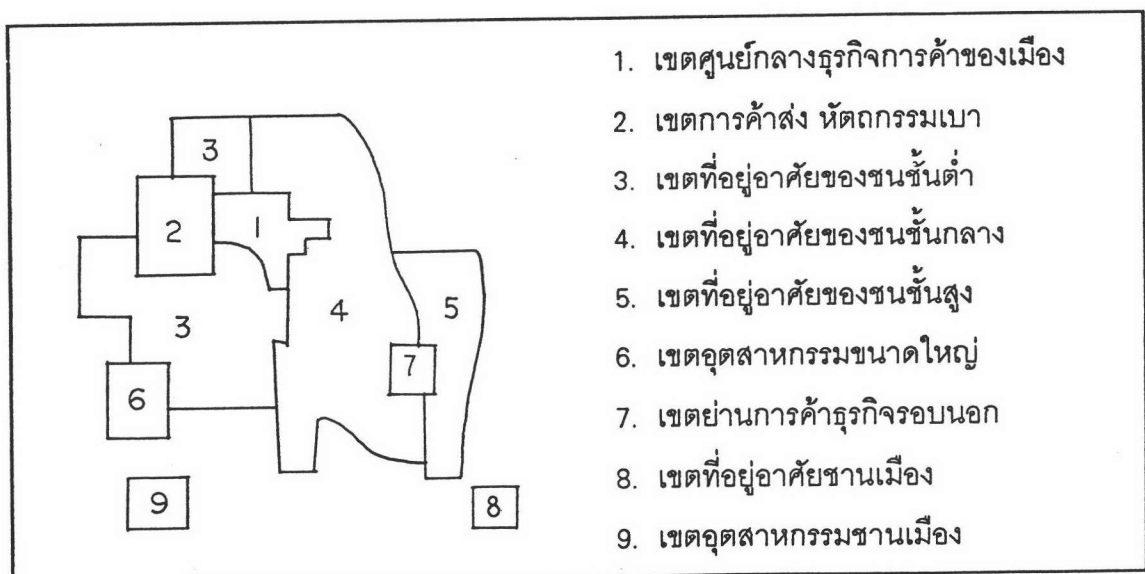 1. เขตศูนย์กลางธุรกิจการค้าของเมือง
2. เขตการค้าส่ง หัตถกรรมเบา
3. เขตที่อยู่อาศัยของชนชั้นต่ำ
4. เขตที่อยู่อาศัยของชนชั้นกลาง
5. เขตที่อยู่อาศัยของชนชั้นสูง
6. เขตอุตสาหกรรมขนาดใหญ่
7. เขตย่านการค้าธุรกิจรอบนอก
8. เขตที่อยู่อาศัยชานเมือง
9. เขตอุตสาหกรรมชานเมือง
3
2 1
3 4 5
7
6
9 8